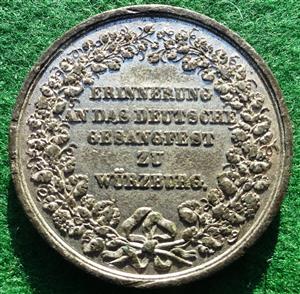 ERINNERUNG
AN DAS DEUTSCHE
GESANGFEST
ZU
WÜRZBURG.